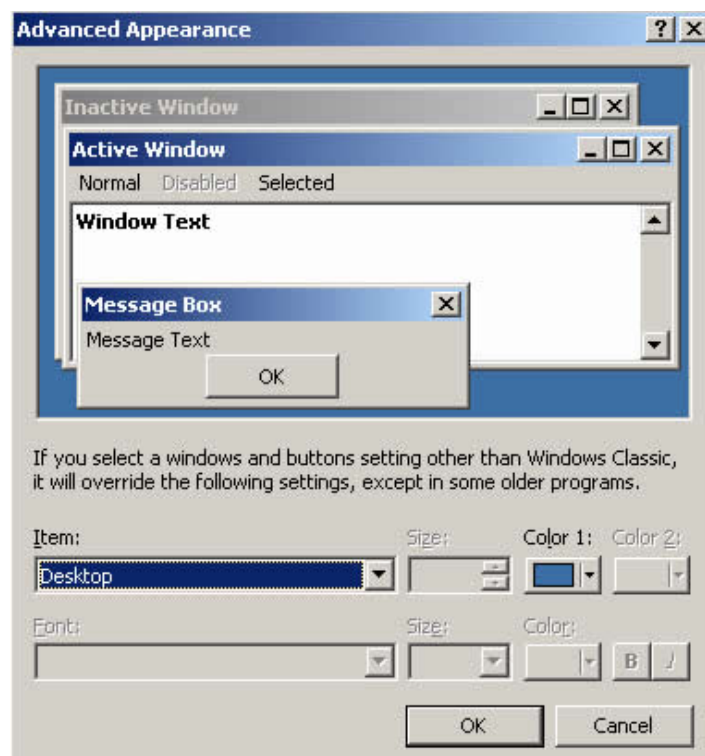 Advanced Appearance
Inactive Window
Active Window
Normal Disabled Selected
Window Text
Message Box
Message Text
OK
If you select a windows and buttons setting other than Windows Classic,
it will override the following settings, except in some older programs.
Item: Size: Color 1: Color 2:
Desktop
Font: Size: Color:
B I
OK Cancel